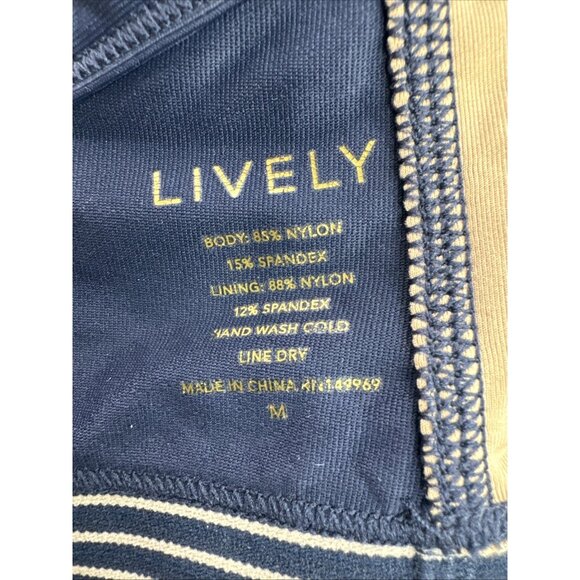 LIVELY
BODY: 85% NYLON
15% SPANDEX
LINING: 88% NYLON
12% SPANDEX
HAND WASH COLD
LINE DRY
MADE IN CHINA RN149969
M